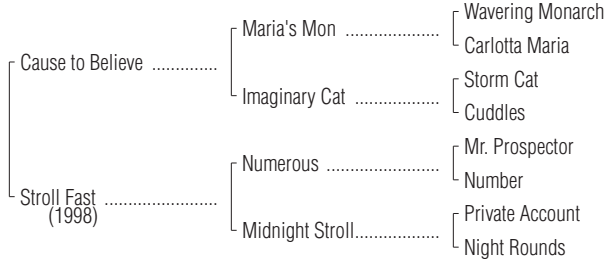 Wavering Monarch
Maria's Mon ..................
Carlotta Maria
Cause to Believe ..............
Storm Cat
Imaginary Cat ................
Cuddles
Mr. Prospector
Numerous .....................
Number
Stroll Fast .......................
(1998)
Private Account
Midnight Stroll.................
Night Rounds